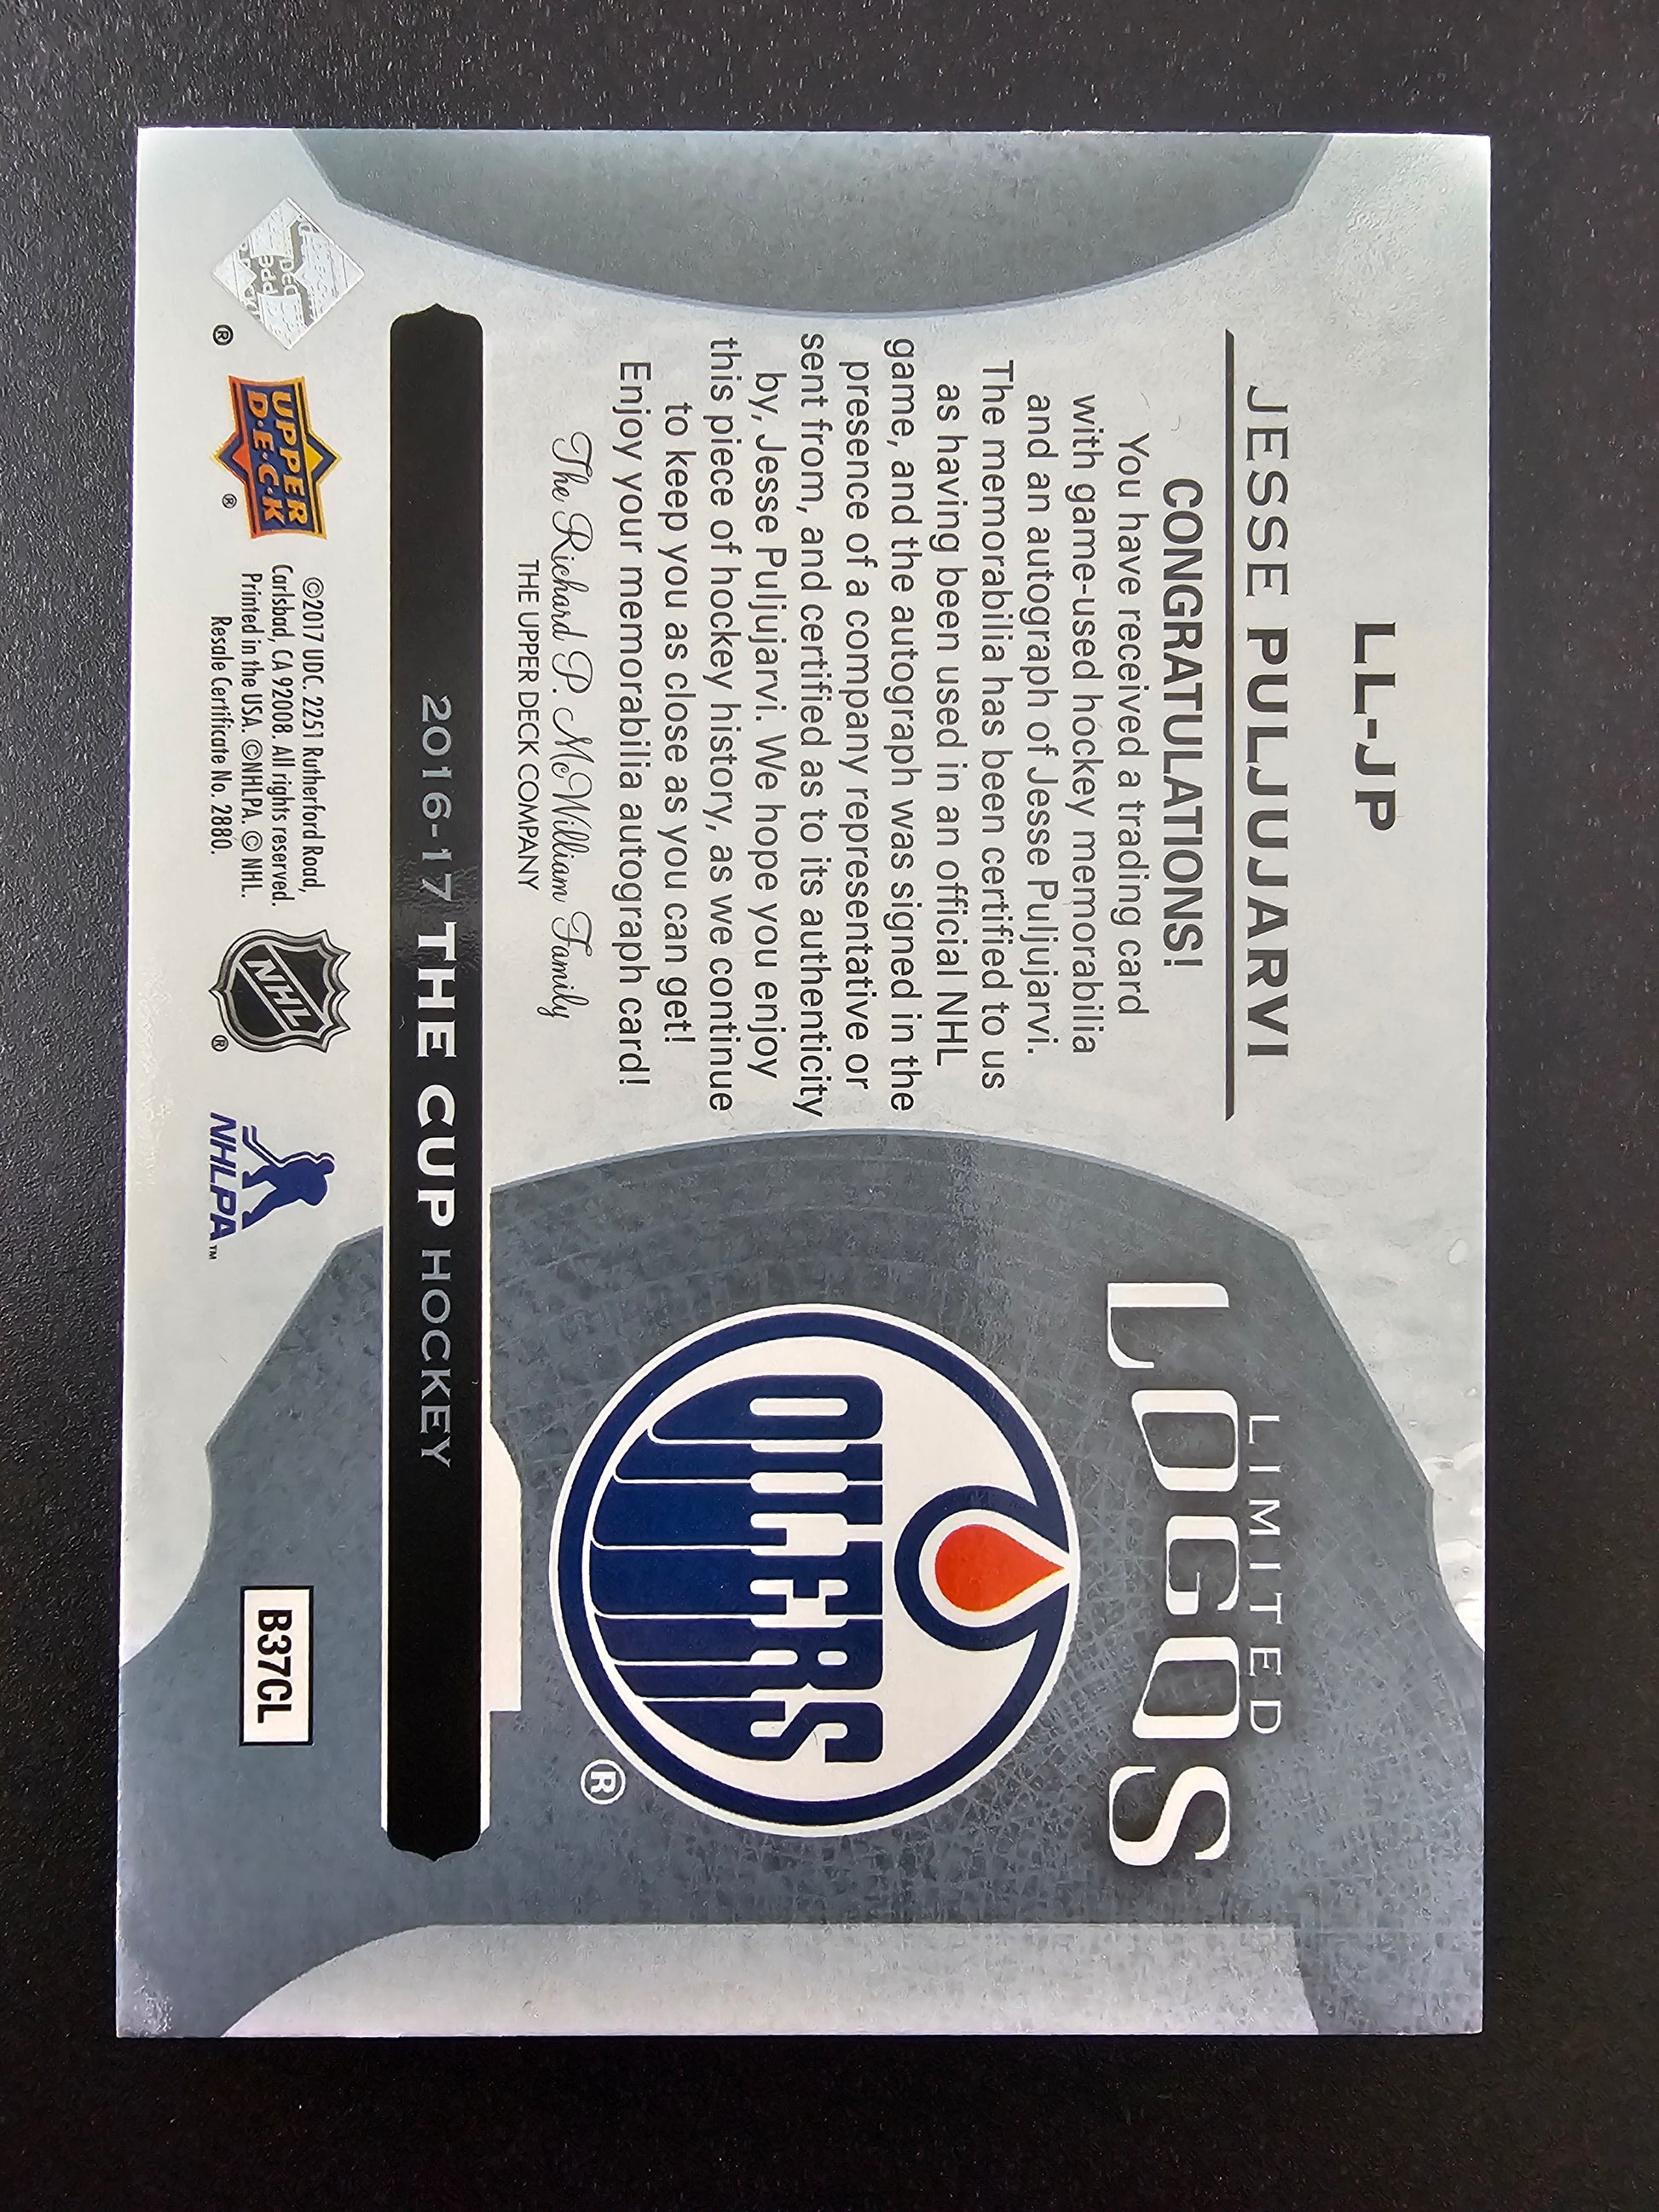 LL-JP
JESSE PULJUJARVI
CONGRATULATIONS!
You have received a trading card
with game-used hockey memorabilia
and an autograph of Jesse Puljujarvi.
The memorabilia has been certified to us
as having been used in an official NHL
game, and the autograph was signed in the
presence of a company representative or
sent from, and certified as to its authenticity
by, Jesse Puljujarvi. We hope you enjoy
this piece of hockey history, as we continue
to keep you as close as you can get!
Enjoy your memorabilia autograph card!
The Richard P. McWilliam Family
THE UPPER DECK COMPANY
LIMITED
LOGOS
OILERS
®
2016-17 THE CUP HOCKEY
®
UPPER
D·E·C·K
®
©2017 UDC. 2251 Rutherford Road,
Carlsbad, CA 92008. All rights reserved.
Printed in the USA. ©NHLPA. © NHL.
Resale Certificate No. 2880.
NHL
®
NHLPA™
B37CL